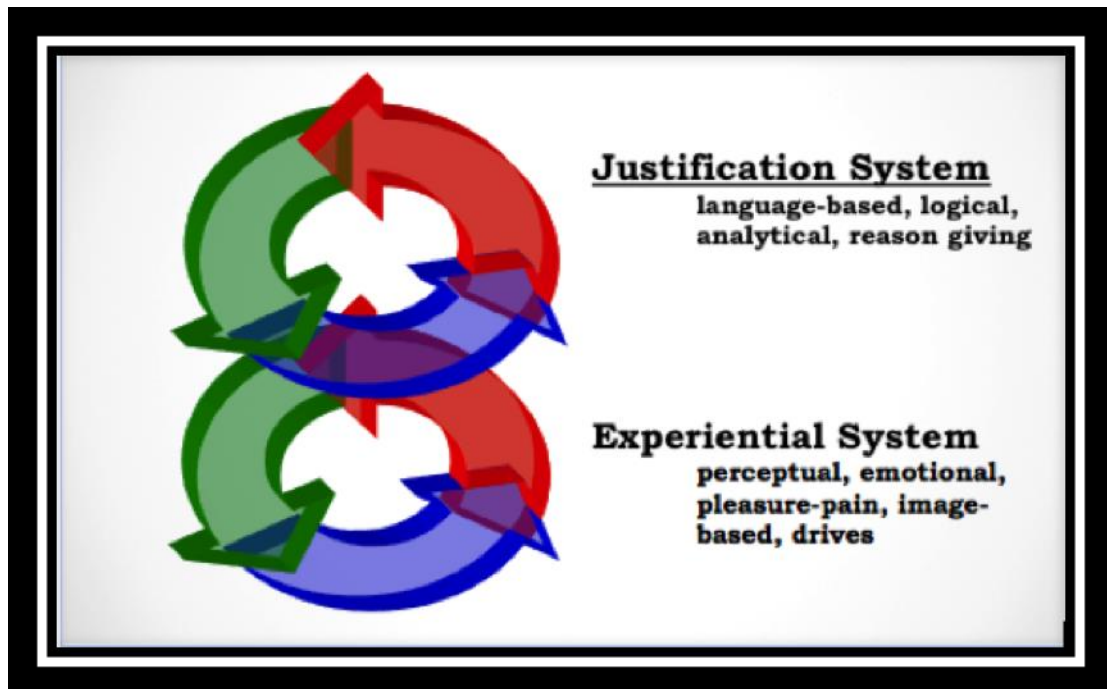 Justification System
language-based, logical,
analytical, reason giving
Experiential System
perceptual, emotional,
pleasure-pain, image-
based, drives